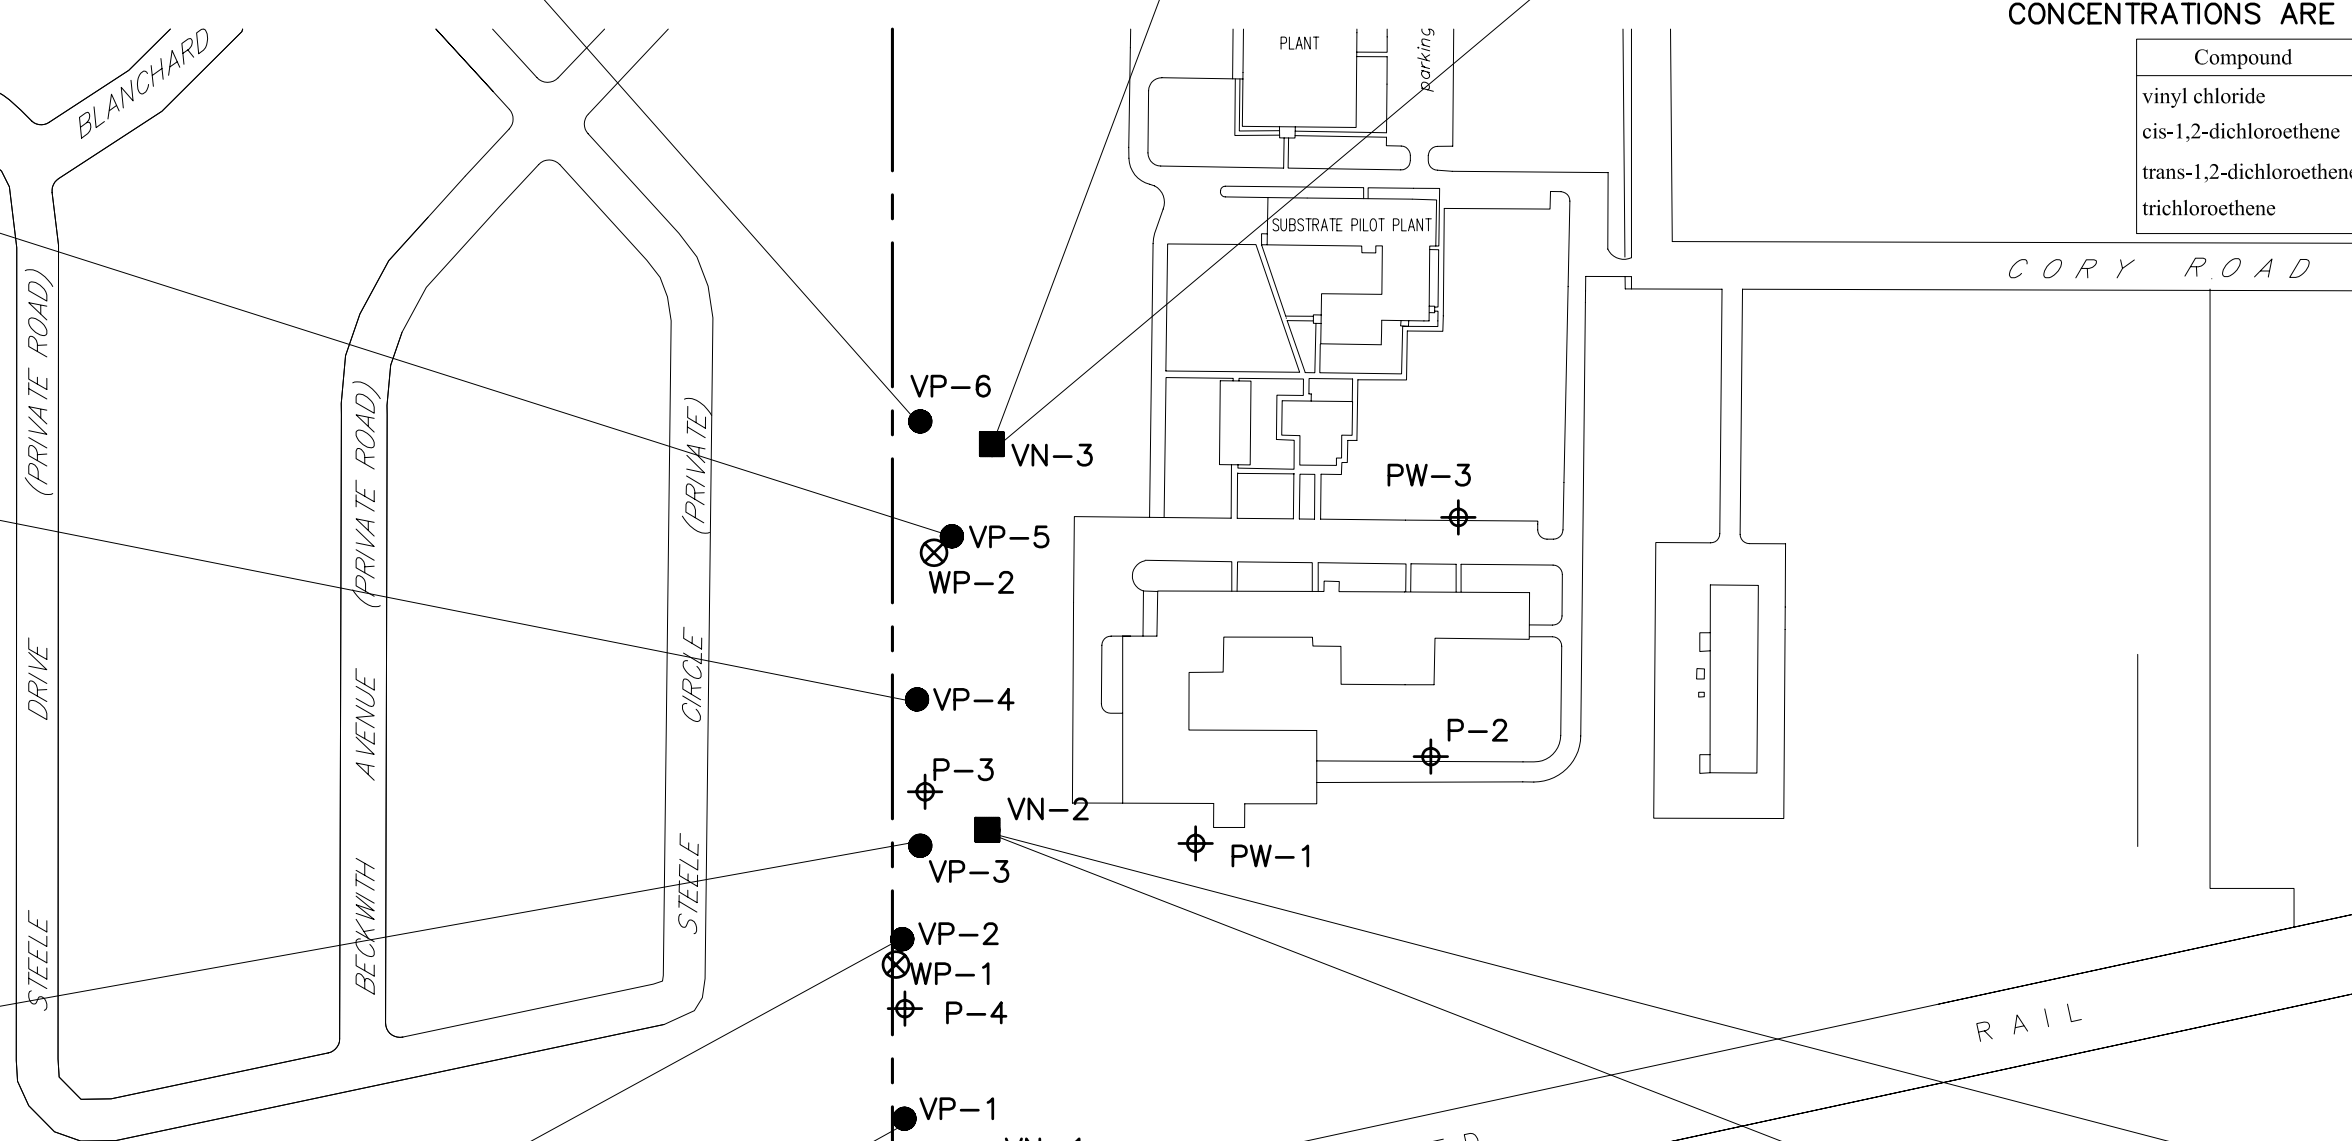 CONCENTRATIONS ARE
Compound
vinyl chloride
cis-1,2-dichloroethene
trans-1,2-dichloroethene
trichloroethene
BLANCHARD
PLANT
parking
SUBSTRATE PILOT PLANT
CORY ROAD
STEELE DRIVE (PRIVATE ROAD)
BECKWITH AVENUE (PRIVATE ROAD)
STEELE CIRCLE (PRIVATE)
VP-6
VN-3
PW-3
VP-5
WP-2
VP-4
P-2
P-3
VN-2
PW-1
VP-3
VP-2
WP-1
P-4
RAIL
VP-1